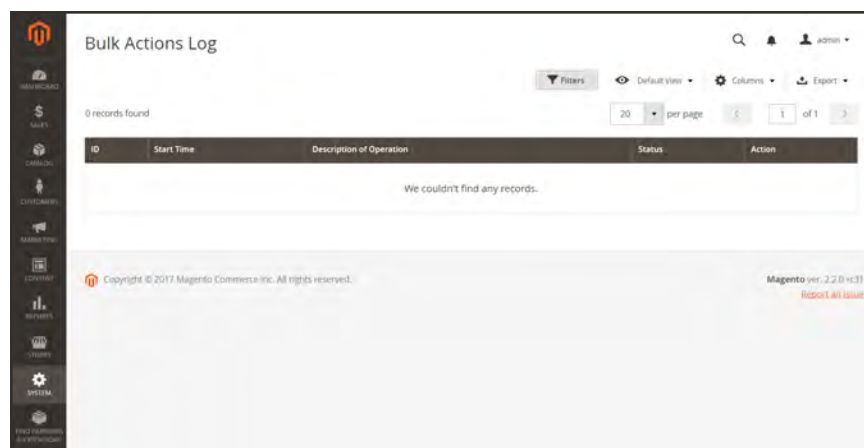 Bulk Actions Log
admin
DASHBOARD
SALES
CATALOG
CUSTOMERS
MARKETING
CONTENT
REPORTS
STORES
SYSTEM
FIND PARTNERS
& EXTENSIONS
Filters
Default View
Columns
Export
0 records found
20
per page
1
of 1
ID
Start Time
Description of Operation
Status
Action
We couldn't find any records.
Copyright © 2017 Magento Commerce Inc. All rights reserved.
Magento ver. 2.2.0-rc31
Report an Issue